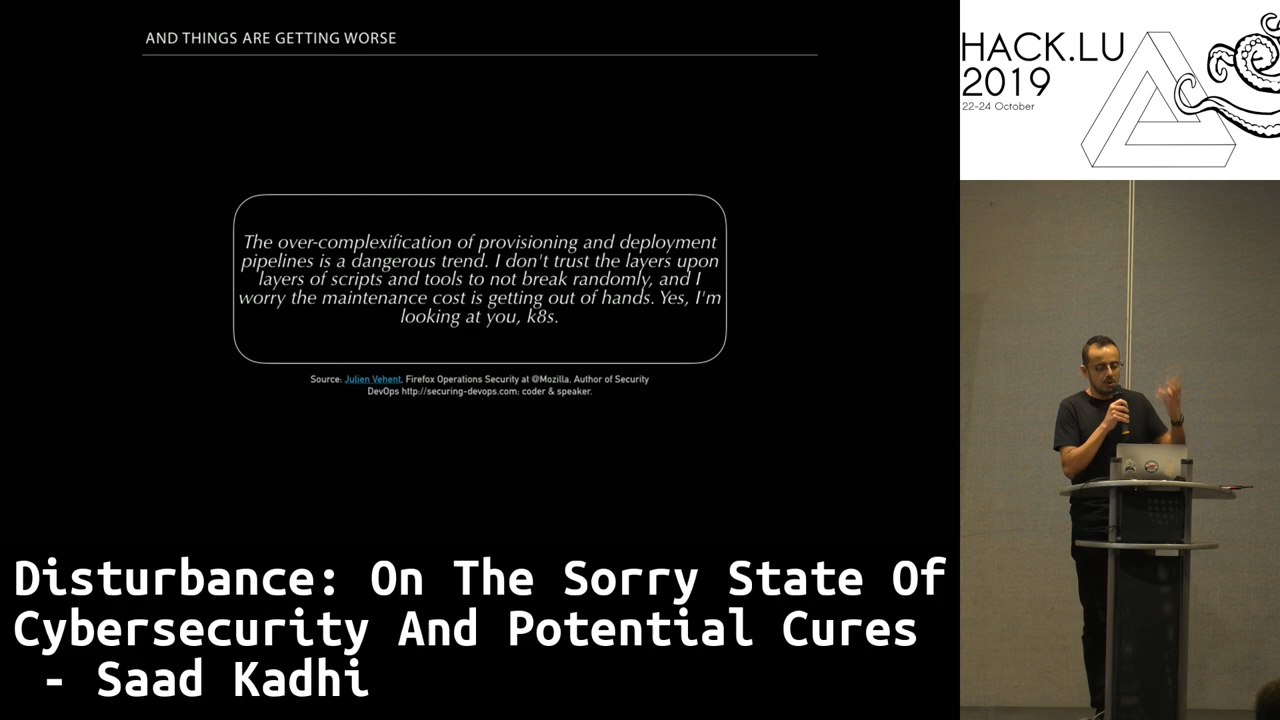 AND THINGS ARE GETTING WORSE
The over-complexification of provisioning and deployment
pipelines is a dangerous trend. I don't trust the layers upon
layers of scripts and tools to not break randomly, and I
worry the maintenance cost is getting out of hands. Yes, I'm
looking at you, k8s.
Source: Julien Vehent, Firefox Operations Security at @Mozilla, Author of Security
DevOps http://securing-devops.com; coder & speaker.
HACK.LU
2019
22-24 October
Disturbance: On The Sorry State Of
Cybersecurity And Potential Cures
- Saad Kadhi